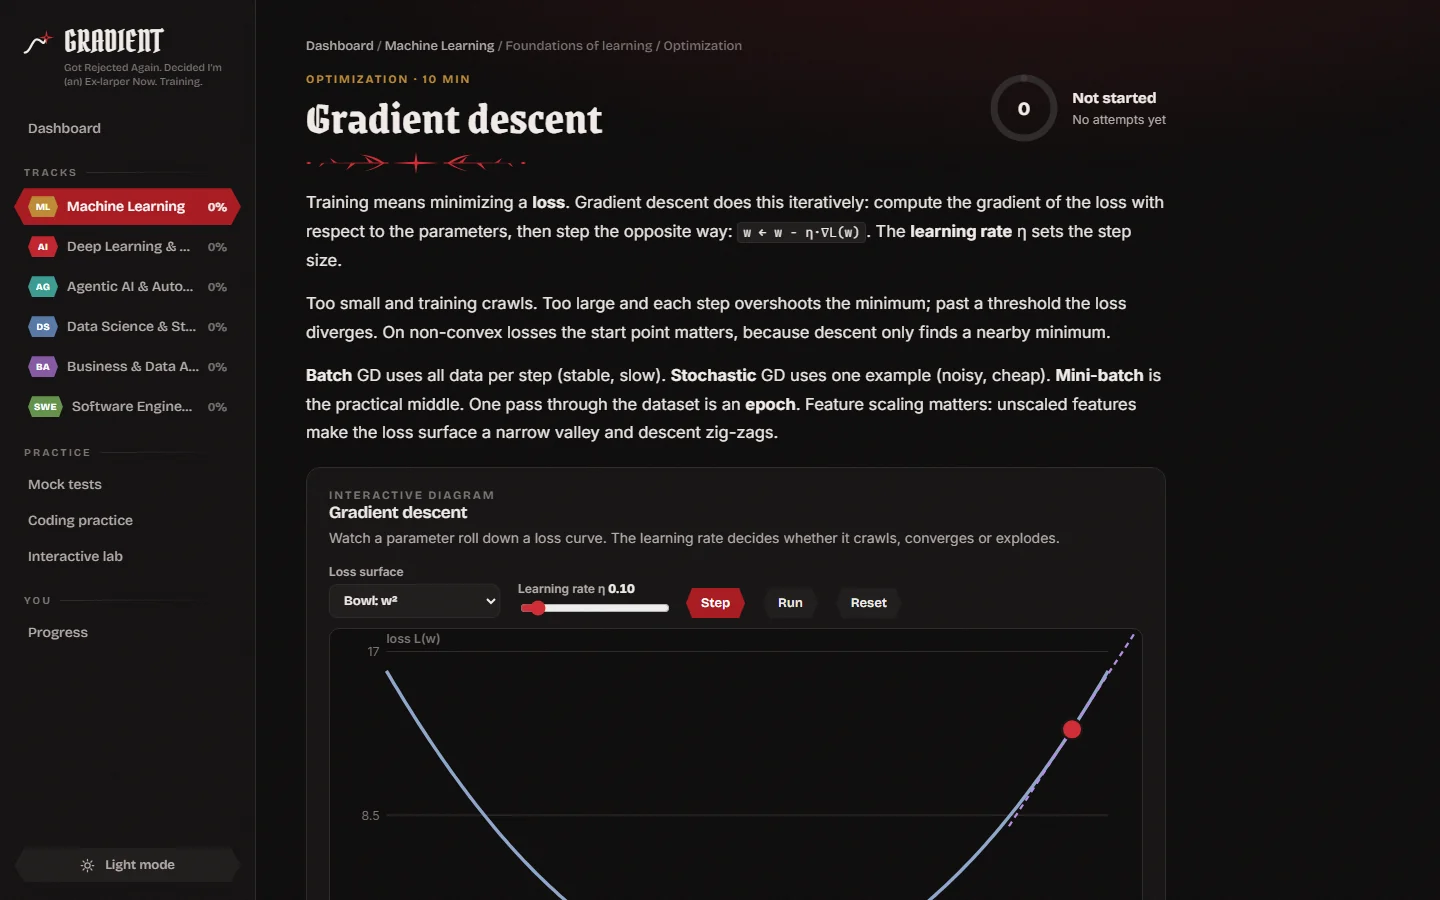 GRADIENT
Got Rejected Again. Decided I'm
(an) Ex-larper Now. Training.
Dashboard
TRACKS
ML Machine Learning 0%
AI Deep Learning & ... 0%
AG Agentic AI & Auto... 0%
DS Data Science & St... 0%
BA Business & Data A... 0%
SWE Software Engine... 0%
PRACTICE
Mock tests
Coding practice
Interactive lab
YOU
Progress
Light mode
Dashboard / Machine Learning / Foundations of learning / Optimization
OPTIMIZATION · 10 MIN
Gradient descent
0
Not started
No attempts yet
Training means minimizing a loss. Gradient descent does this iteratively: compute the gradient of the loss with
respect to the parameters, then step the opposite way: w ← w - η·∇L(w). The learning rate η sets the step
size.
Too small and training crawls. Too large and each step overshoots the minimum; past a threshold the loss
diverges. On non-convex losses the start point matters, because descent only finds a nearby minimum.
Batch GD uses all data per step (stable, slow). Stochastic GD uses one example (noisy, cheap). Mini-batch is
the practical middle. One pass through the dataset is an epoch. Feature scaling matters: unscaled features
make the loss surface a narrow valley and descent zig-zags.
INTERACTIVE DIAGRAM
Gradient descent
Watch a parameter roll down a loss curve. The learning rate decides whether it crawls, converges or explodes.
Loss surface
Bowl: w²
Learning rate η 0.10
Step
Run
Reset
loss L(w)
17
8.5